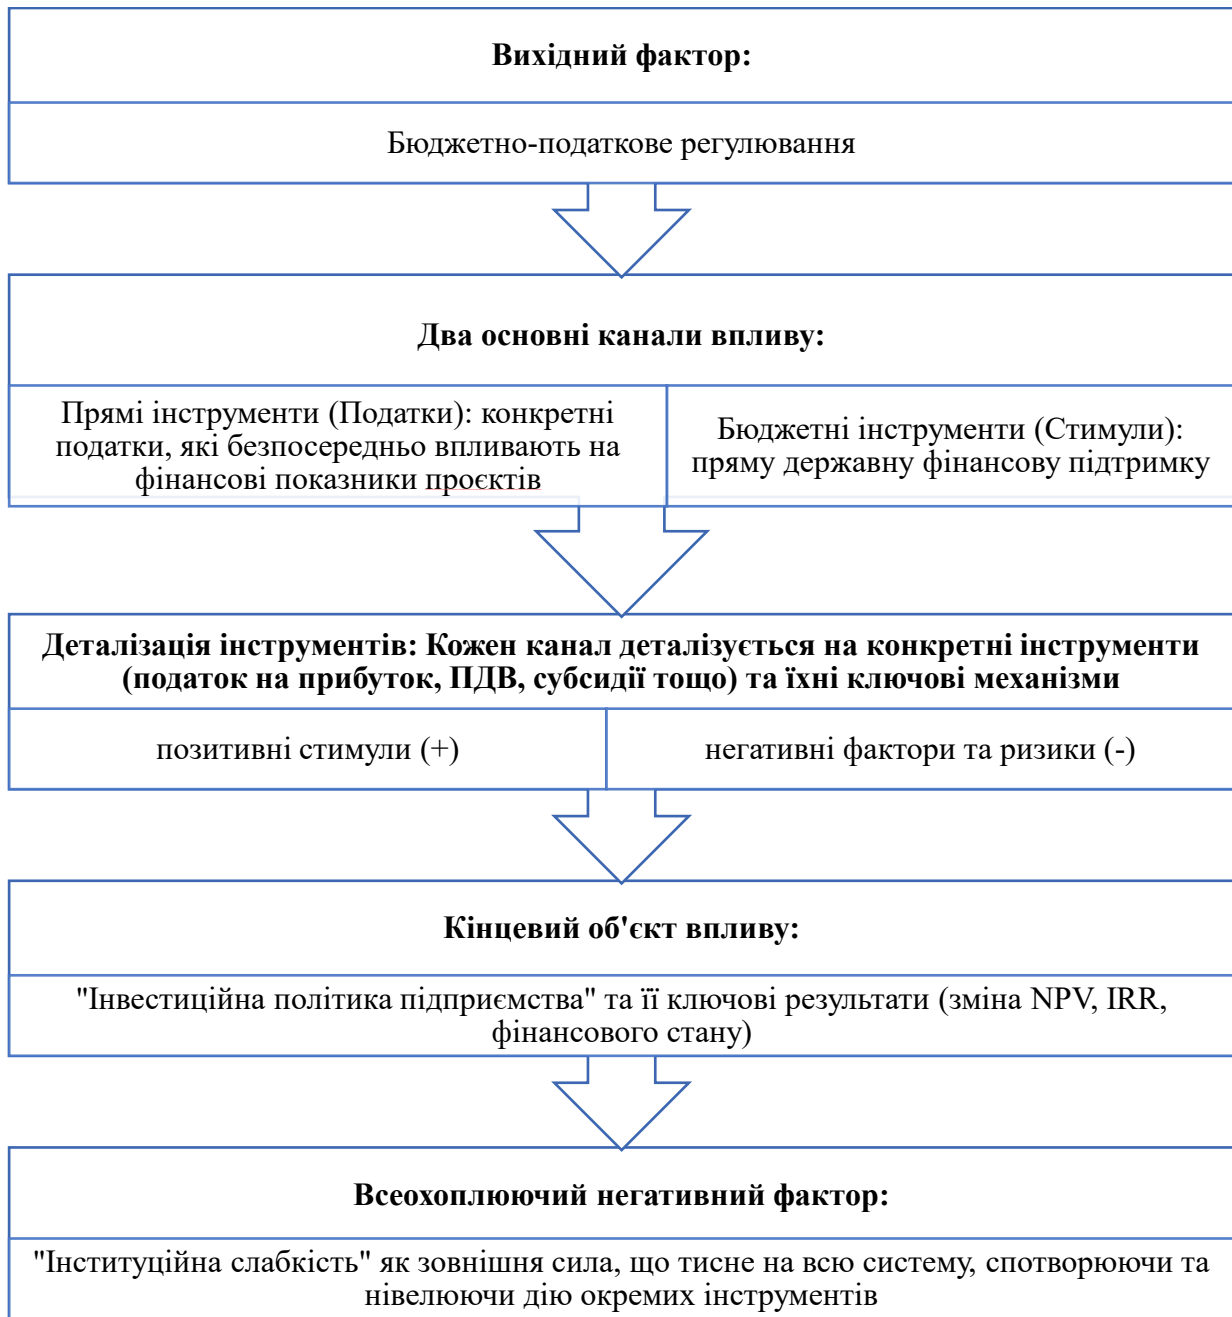 Вихідний фактор:
Бюджетно-податкове регулювання
Два основні канали впливу:
Прямі інструменти (Податки): конкретні
податки, які безпосередньо впливають на
фінансові показники проєктів
Бюджетні інструменти (Стимули):
пряму державну фінансову підтримку
Деталізація інструментів: Кожен канал деталізується на конкретні інструменти
(податок на прибуток, ПДВ, субсидії тощо) та їхні ключові механізми
позитивні стимули (+)
негативні фактори та ризики (-)
Кінцевий об'єкт впливу:
"Інвестиційна політика підприємства" та її ключові результати (зміна NPV, IRR,
фінансового стану)
Всеохоплюючий негативний фактор:
"Інституційна слабкість" як зовнішня сила, що тисне на всю систему, спотворюючи та
нівелюючи дію окремих інструментів